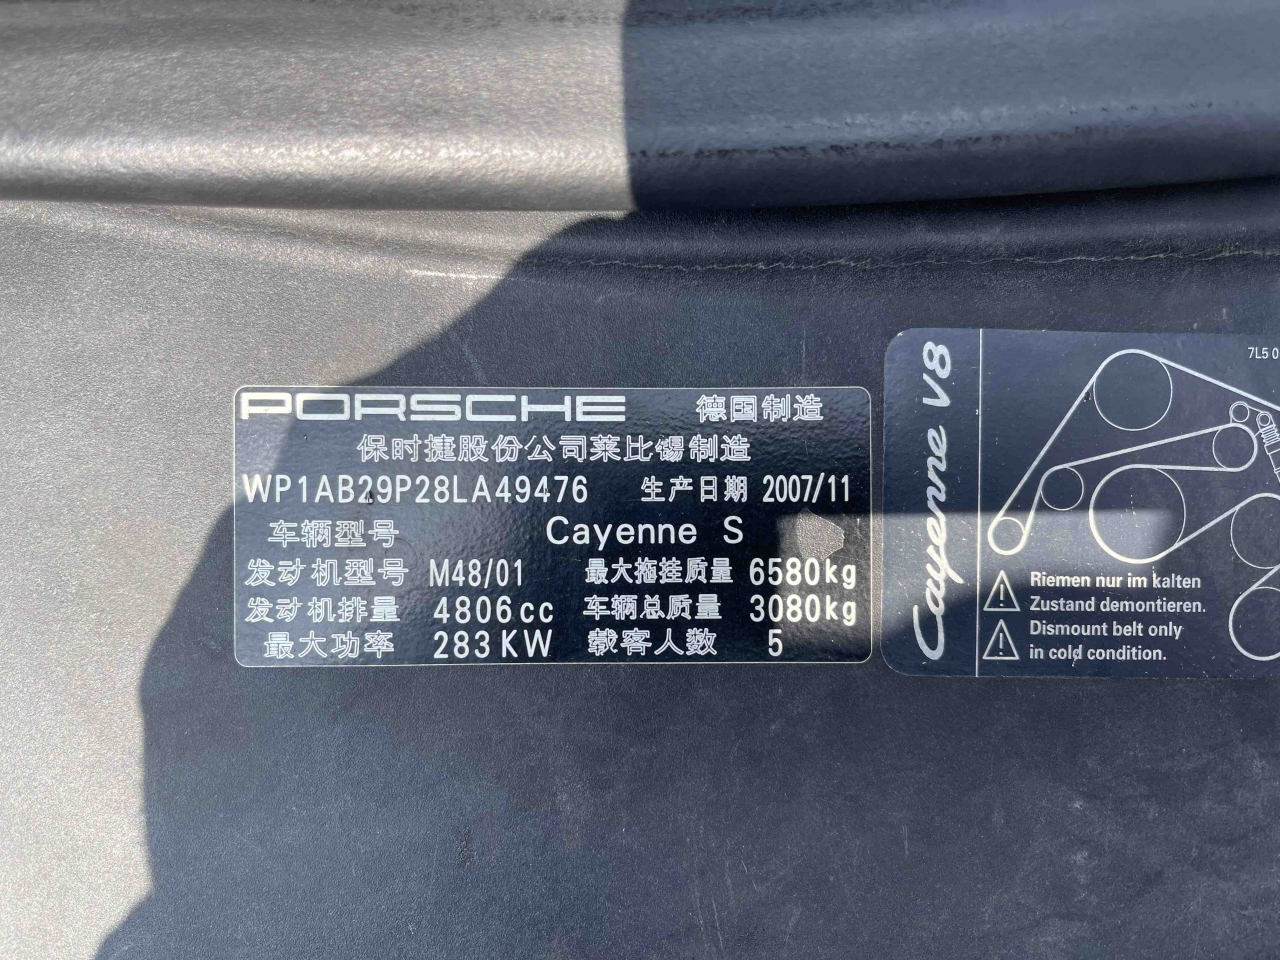 PORSCHE 德国制造
保时捷股份公司莱比锡制造
WP1AB29P28LA49476 生产日期 2007/11
车辆型号 Cayenne S
发动机型号 M48/01 最大拖挂质量 6580kg
发动机排量 4806cc 车辆总质量 3080kg
最大功率 283KW 载客人数 5
Cayenne V8
7L5 0
Riemen nur im kalten
Zustand demontieren.
Dismount belt only
in cold condition.